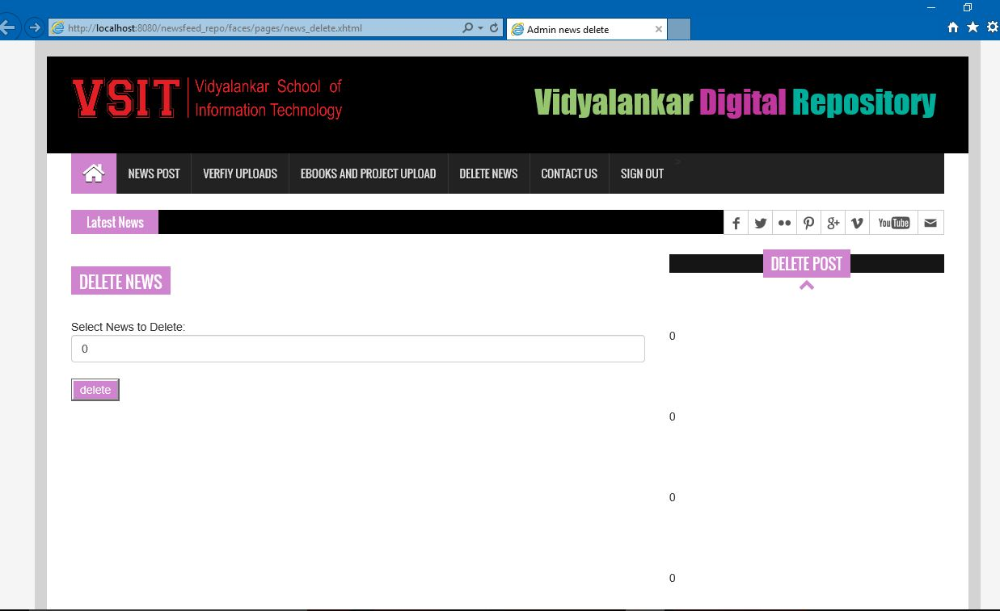 http://localhost:8080/newsfeed_repo/faces/pages/news_delete.xhtml
Admin news delete
VSIT Vidyalankar School of
Information Technology
Vidyalankar Digital Repository
NEWS POST VERFIY UPLOADS EBOOKS AND PROJECT UPLOAD DELETE NEWS CONTACT US SIGN OUT >
Latest News
You Tube
DELETE POST
DELETE NEWS
Select News to Delete:
0
delete
0
0
0
0